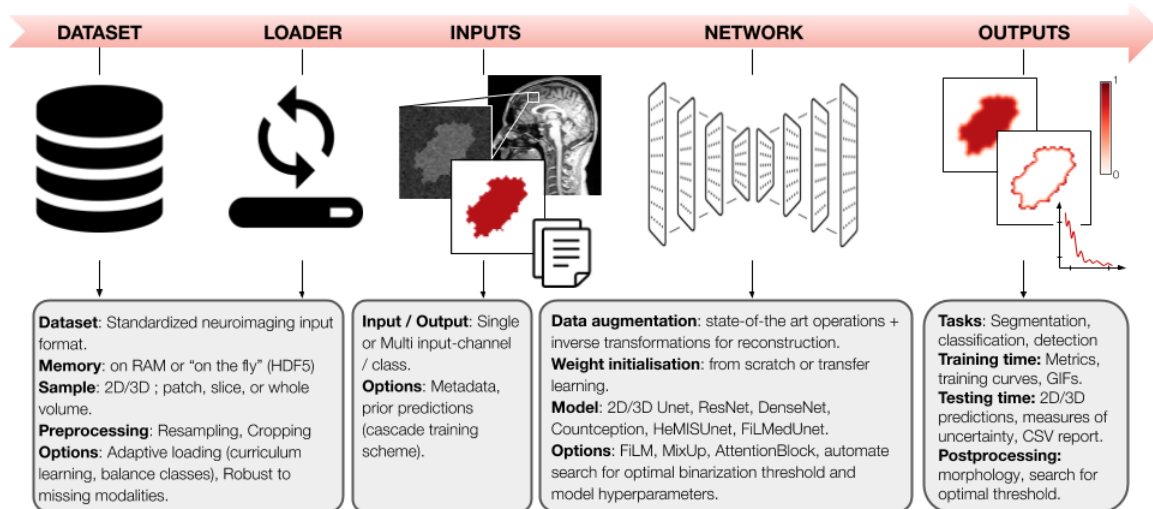 DATASET
LOADER
INPUTS
NETWORK
OUTPUTS
1
0
Dataset: Standardized neuroimaging input
format.
Memory: on RAM or “on the fly” (HDF5)
Sample: 2D/3D ; patch, slice, or whole
volume.
Preprocessing: Resampling, Cropping
Options: Adaptive loading (curriculum
learning, balance classes), Robust to
missing modalities.
Input / Output: Single
or Multi input-channel
/ class.
Options: Metadata,
prior predictions
(cascade training
scheme).
Data augmentation: state-of-the art operations +
inverse transformations for reconstruction.
Weight initialisation: from scratch or transfer
learning.
Model: 2D/3D Unet, ResNet, DenseNet,
Countception, HeMISUnet, FiLMedUnet.
Options: FiLM, MixUp, AttentionBlock, automate
search for optimal binarization threshold and
model hyperparameters.
Tasks: Segmentation,
classification, detection
Training time: Metrics,
training curves, GIFs.
Testing time: 2D/3D
predictions, measures of
uncertainty, CSV report.
Postprocessing:
morphology, search for
optimal threshold.